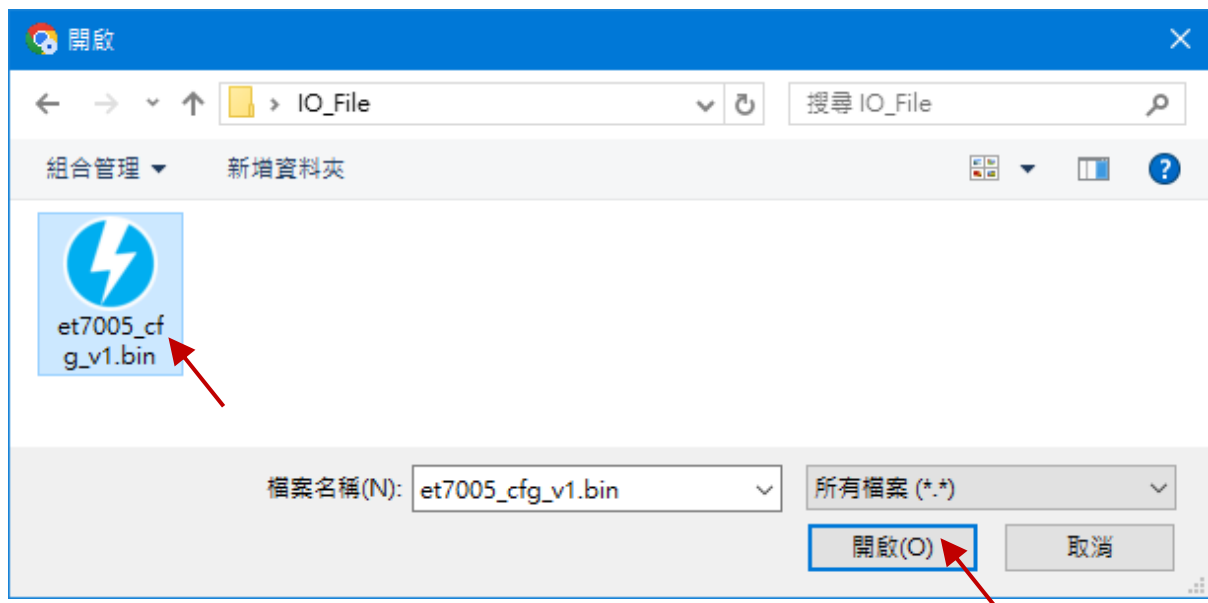 開啟
IO_File
搜尋 IO_File
組合管理
新增資料夾
et7005_cf
g_v1.bin
檔案名稱(N): et7005_cfg_v1.bin
所有檔案 (*.*)
開啟(O)
取消